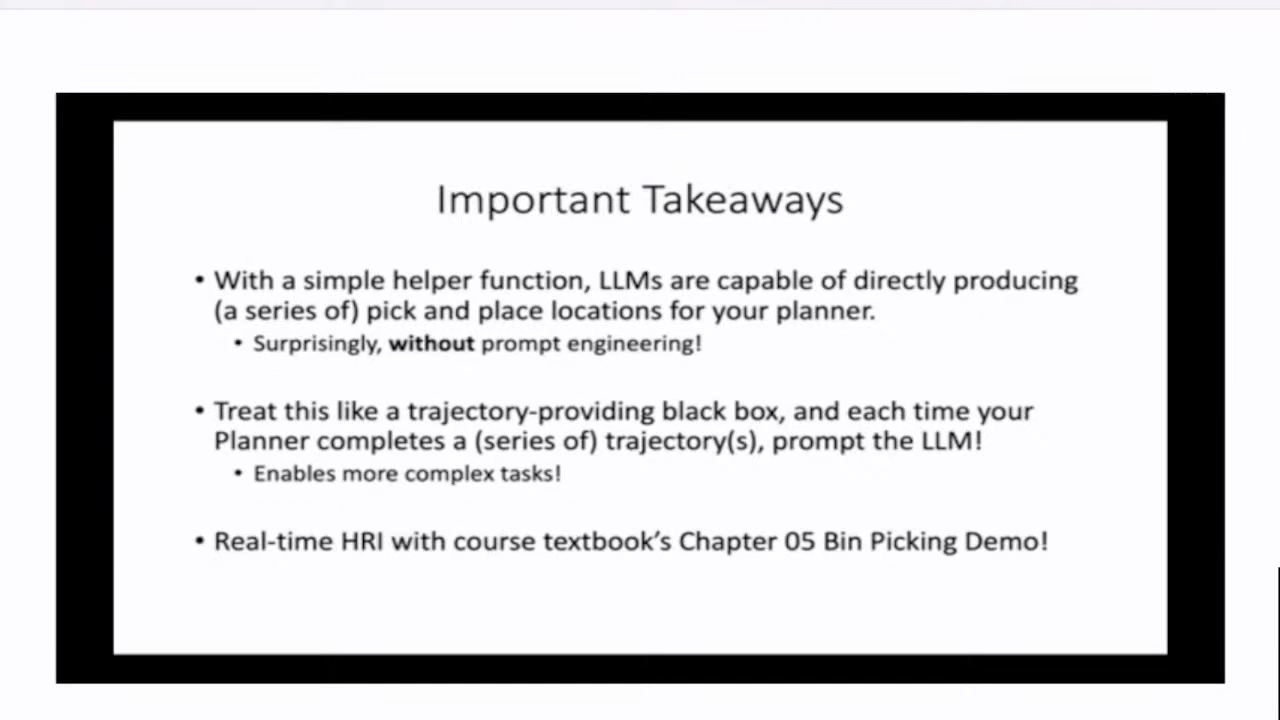 Important Takeaways
• With a simple helper function, LLMs are capable of directly producing
(a series of) pick and place locations for your planner.
• Surprisingly, without prompt engineering!
• Treat this like a trajectory-providing black box, and each time your
Planner completes a (series of) trajectory(s), prompt the LLM!
• Enables more complex tasks!
• Real-time HRI with course textbook’s Chapter 05 Bin Picking Demo!